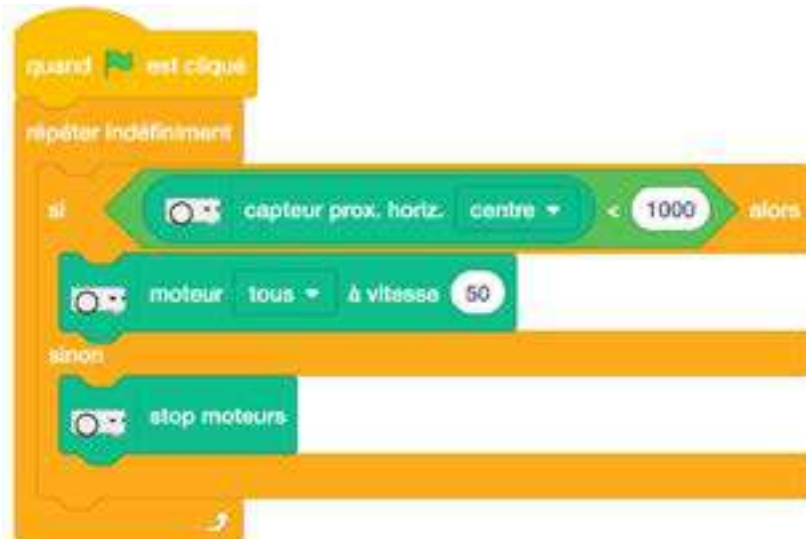 quand est cliqué
répéter indéfiniment
si capteur prox. horiz. centre < 1000 alors
moteur tous à vitesse 50
sinon
stop moteurs